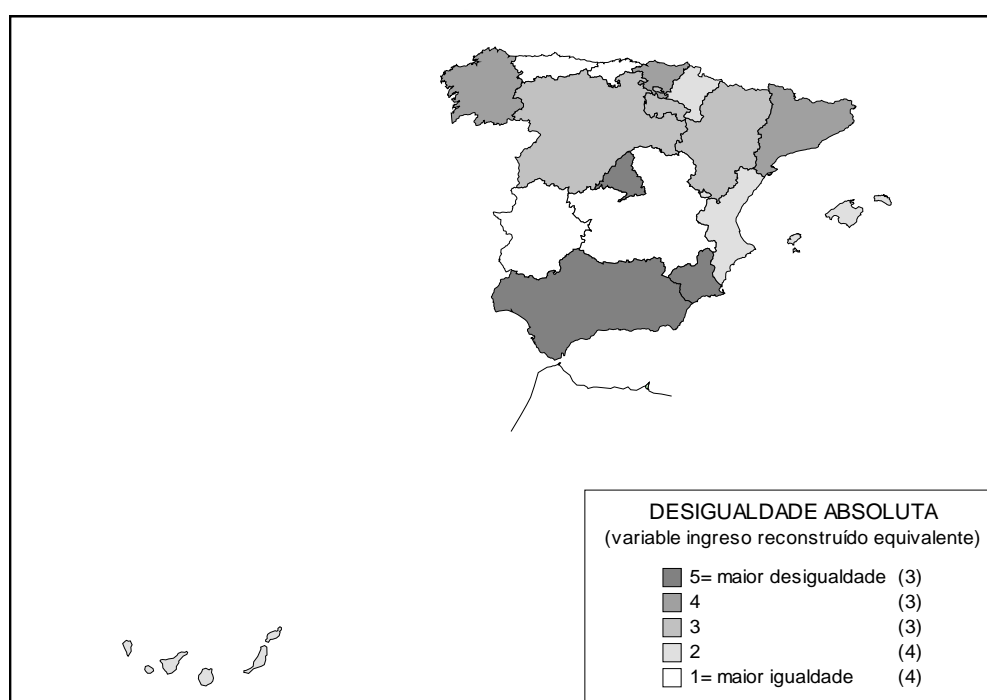 DESIGUALDADE ABSOLUTA
(variable ingreso reconstruído equivalente)
5= maior desigualdade (3)
4 (3)
3 (3)
2 (4)
1= maior igualdade (4)